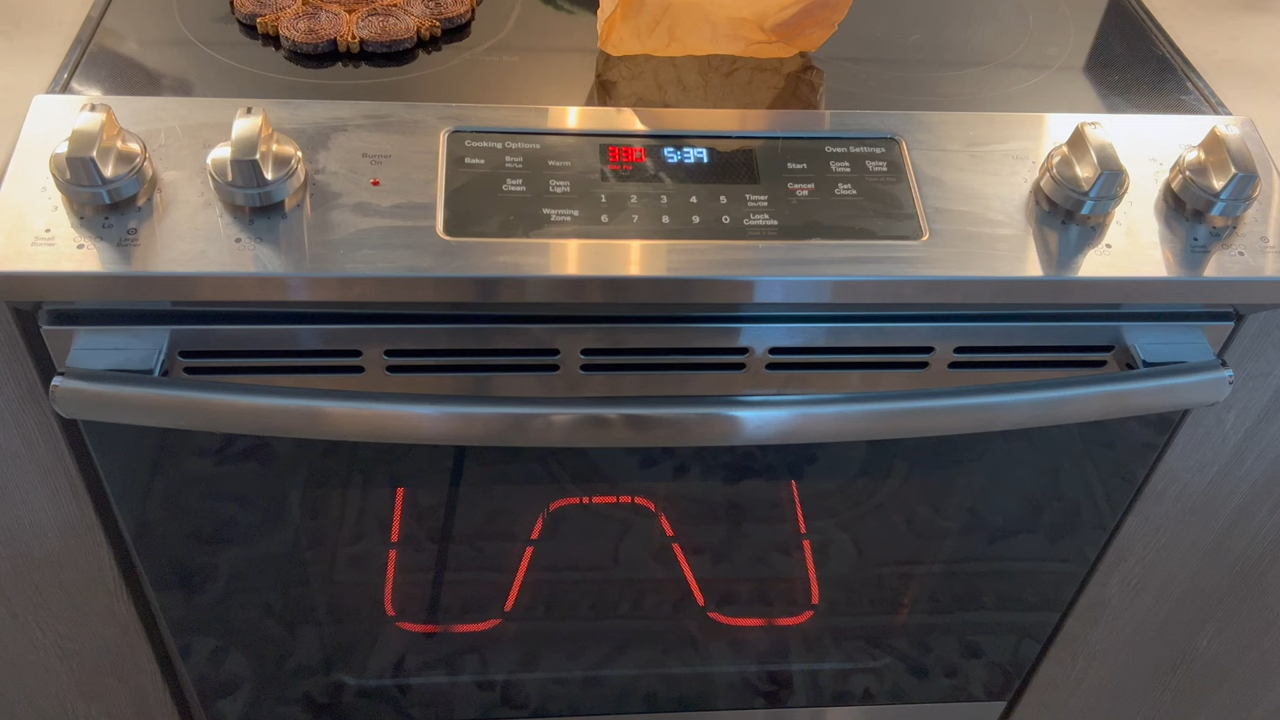 Cooking Options
Bake
Broil
Hi/Lo
Warm
330
5:39
Oven Settings
Start
Cook
Time
Delay
Time
Self
Clean
Oven
Light
Cancel
Off
Set
Clock
1 2 3 4 5
Timer
On/Off
Warming
Zone
6 7 8 9 0
Lock
Controls
Burner
On
Small
Burner
Lo
Large
Burner